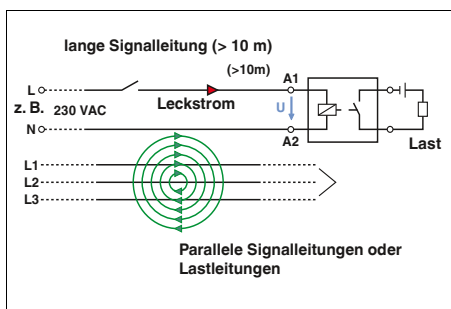 lange Signalleitung (> 10 m)
(>10m)
A1
L
Leckstrom
U
z. B. 230 VAC
N
A2
Last
L1
L2
L3
Parallele Signalleitungen oder
Lastleitungen